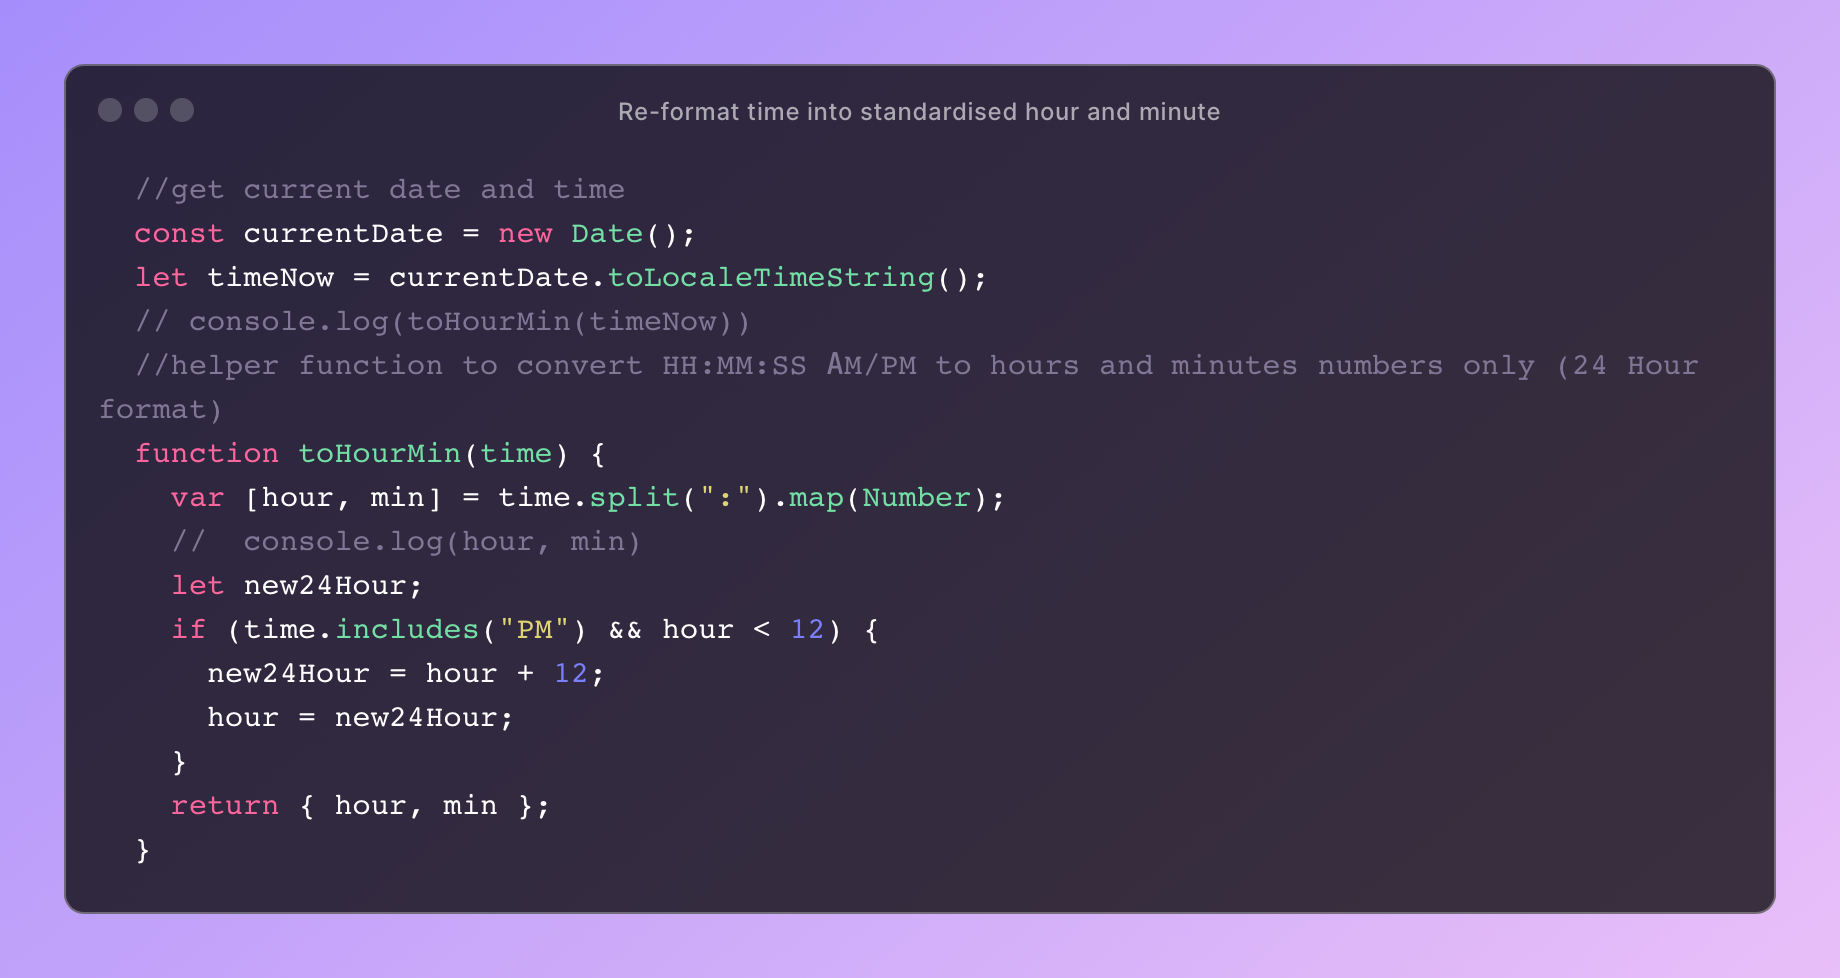 Re-format time into standardised hour and minute
//get current date and time
const currentDate = new Date();
let timeNow = currentDate.toLocaleTimeString();
// console.log(toHourMin(timeNow))
//helper function to convert HH:MM:SS AM/PM to hours and minutes numbers only (24 Hour
format)
function toHourMin(time) {
var [hour, min] = time.split(":").map(Number);
//  console.log(hour, min)
let new24Hour;
if (time.includes("PM") && hour < 12) {
new24Hour = hour + 12;
hour = new24Hour;
}
return { hour, min };
}